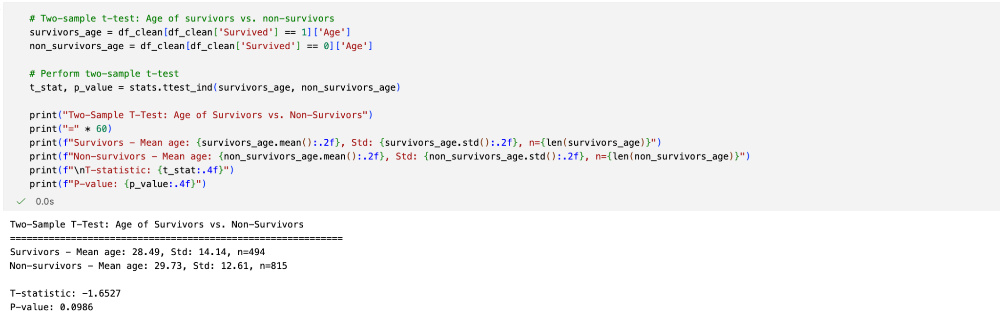 # Two-sample t-test: Age of survivors vs. non-survivors
survivors_age = df_clean[df_clean['Survived'] == 1]['Age']
non_survivors_age = df_clean[df_clean['Survived'] == 0]['Age']
# Perform two-sample t-test
t_stat, p_value = stats.ttest_ind(survivors_age, non_survivors_age)
print("Two-Sample T-Test: Age of Survivors vs. Non-Survivors")
print("=" * 60)
print(f"Survivors - Mean age: {survivors_age.mean():.2f}, Std: {survivors_age.std():.2f}, n={len(survivors_age)}")
print(f"Non-survivors - Mean age: {non_survivors_age.mean():.2f}, Std: {non_survivors_age.std():.2f}, n={len(non_survivors_age)}")
print(f"\nT-statistic: {t_stat:.4f}")
print(f"P-value: {p_value:.4f}")
0.0s
Two-Sample T-Test: Age of Survivors vs. Non-Survivors
============================================================
Survivors - Mean age: 28.49, Std: 14.14, n=494
Non-survivors - Mean age: 29.73, Std: 12.61, n=815
T-statistic: -1.6527
P-value: 0.0986